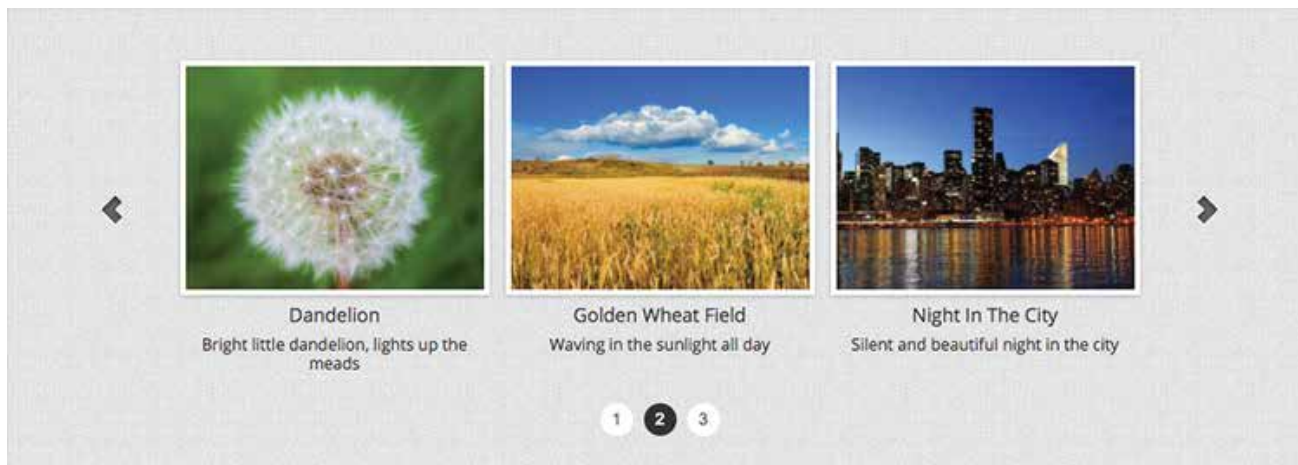 Dandelion
Bright little dandelion, lights up the
meads
Golden Wheat Field
Waving in the sunlight all day
Night In The City
Silent and beautiful night in the city
1 2 3